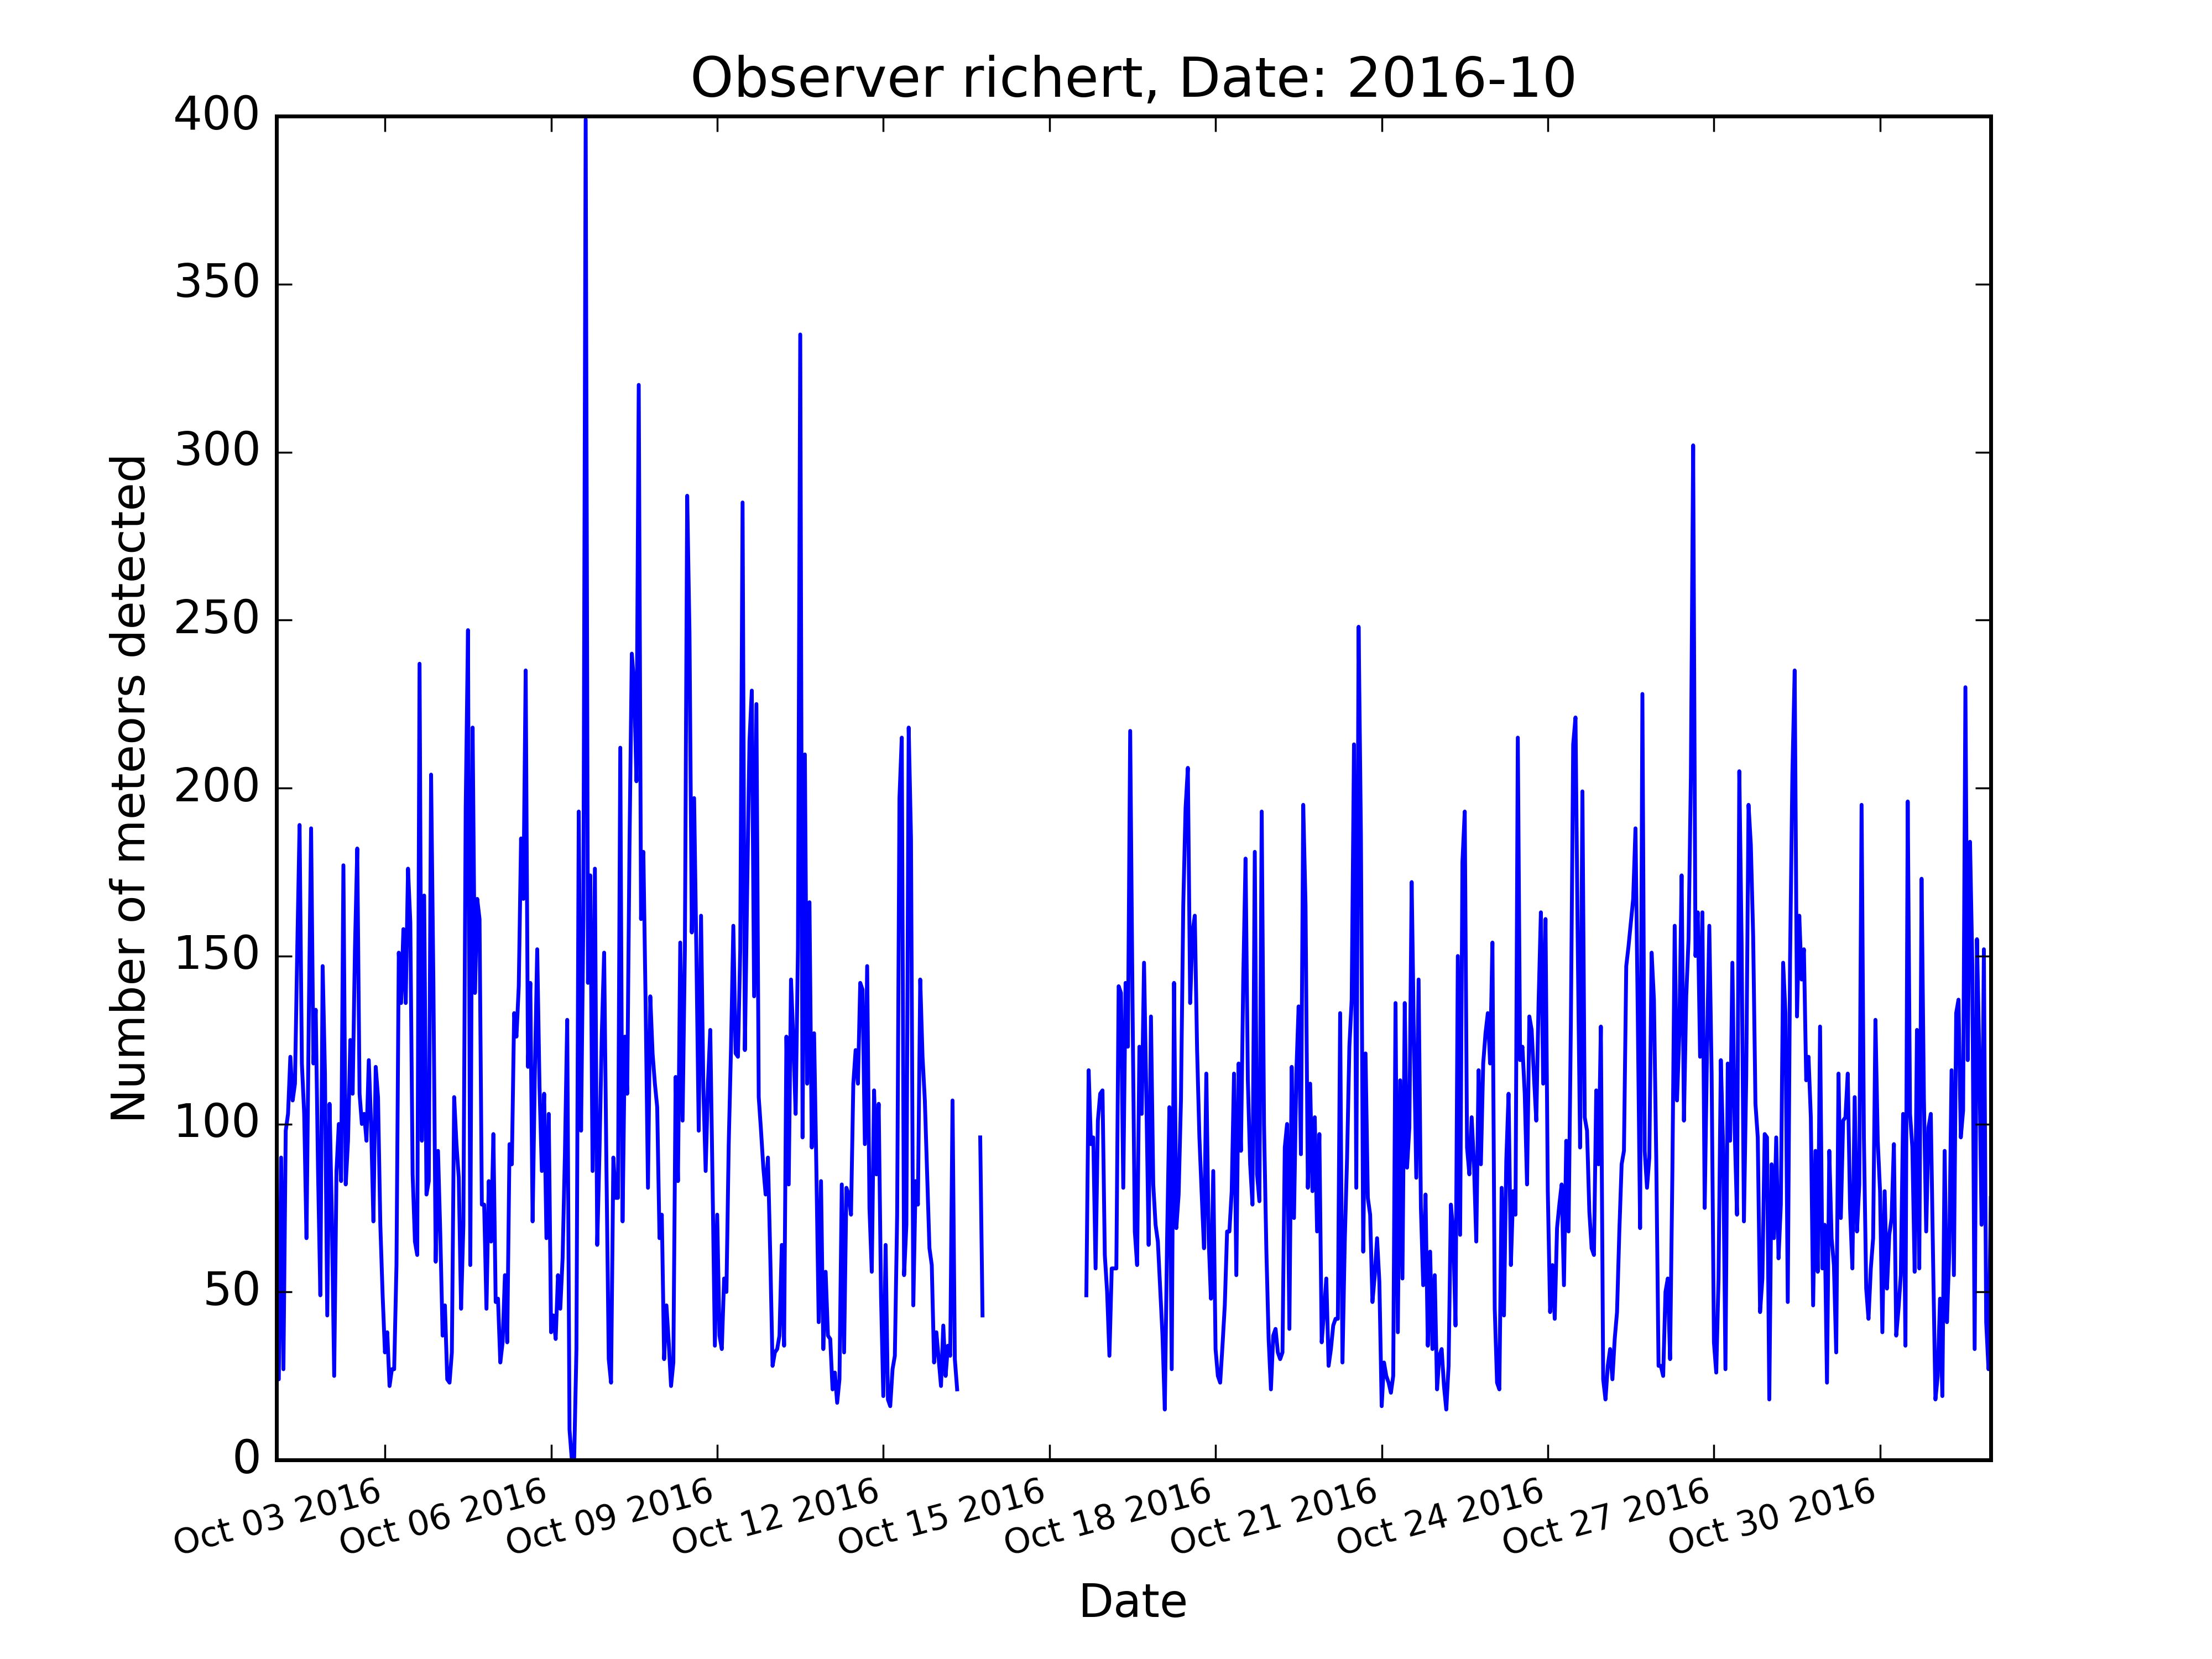 Observer richert, Date: 2016-10
400
350
300
250
200
150
100
50
0
Number of meteors detected
Oct 03 2016
Oct 06 2016
Oct 09 2016
Oct 12 2016
Oct 15 2016
Oct 18 2016
Oct 21 2016
Oct 24 2016
Oct 27 2016
Oct 30 2016
Date